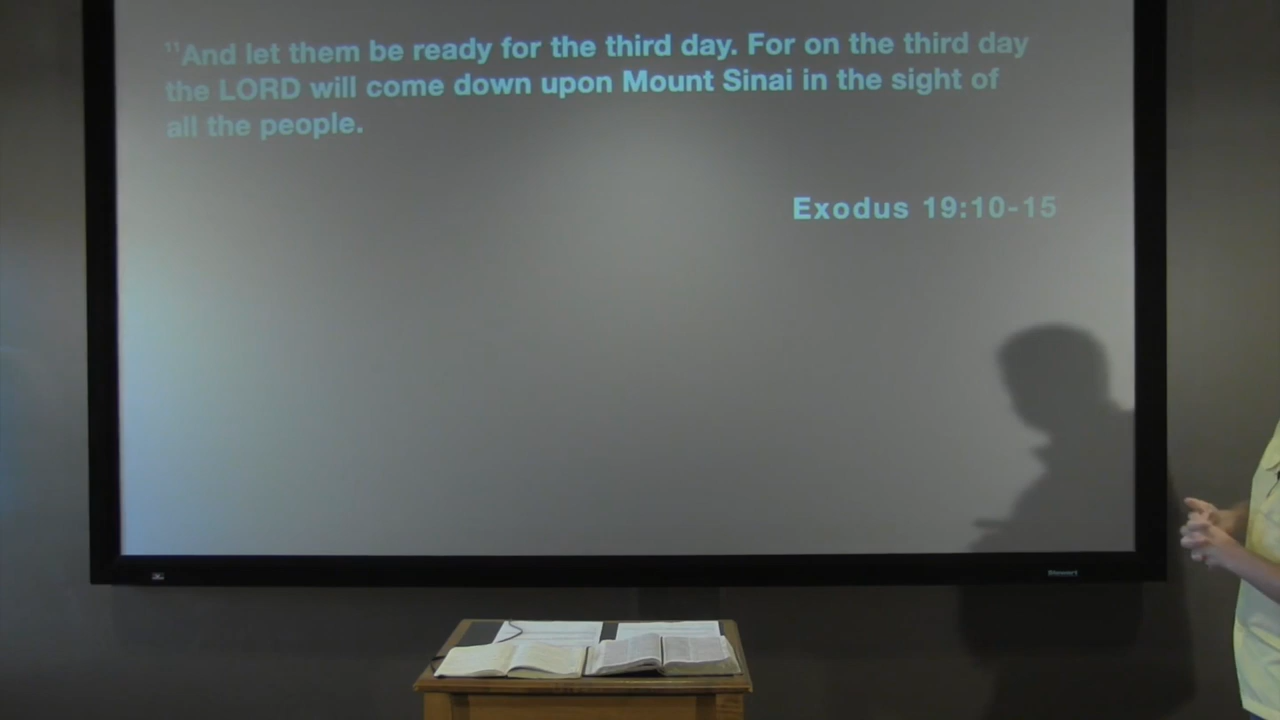 ¹¹And let them be ready for the third day. For on the third day
the LORD will come down upon Mount Sinai in the sight of
all the people.
Exodus 19:10-15
Stewart